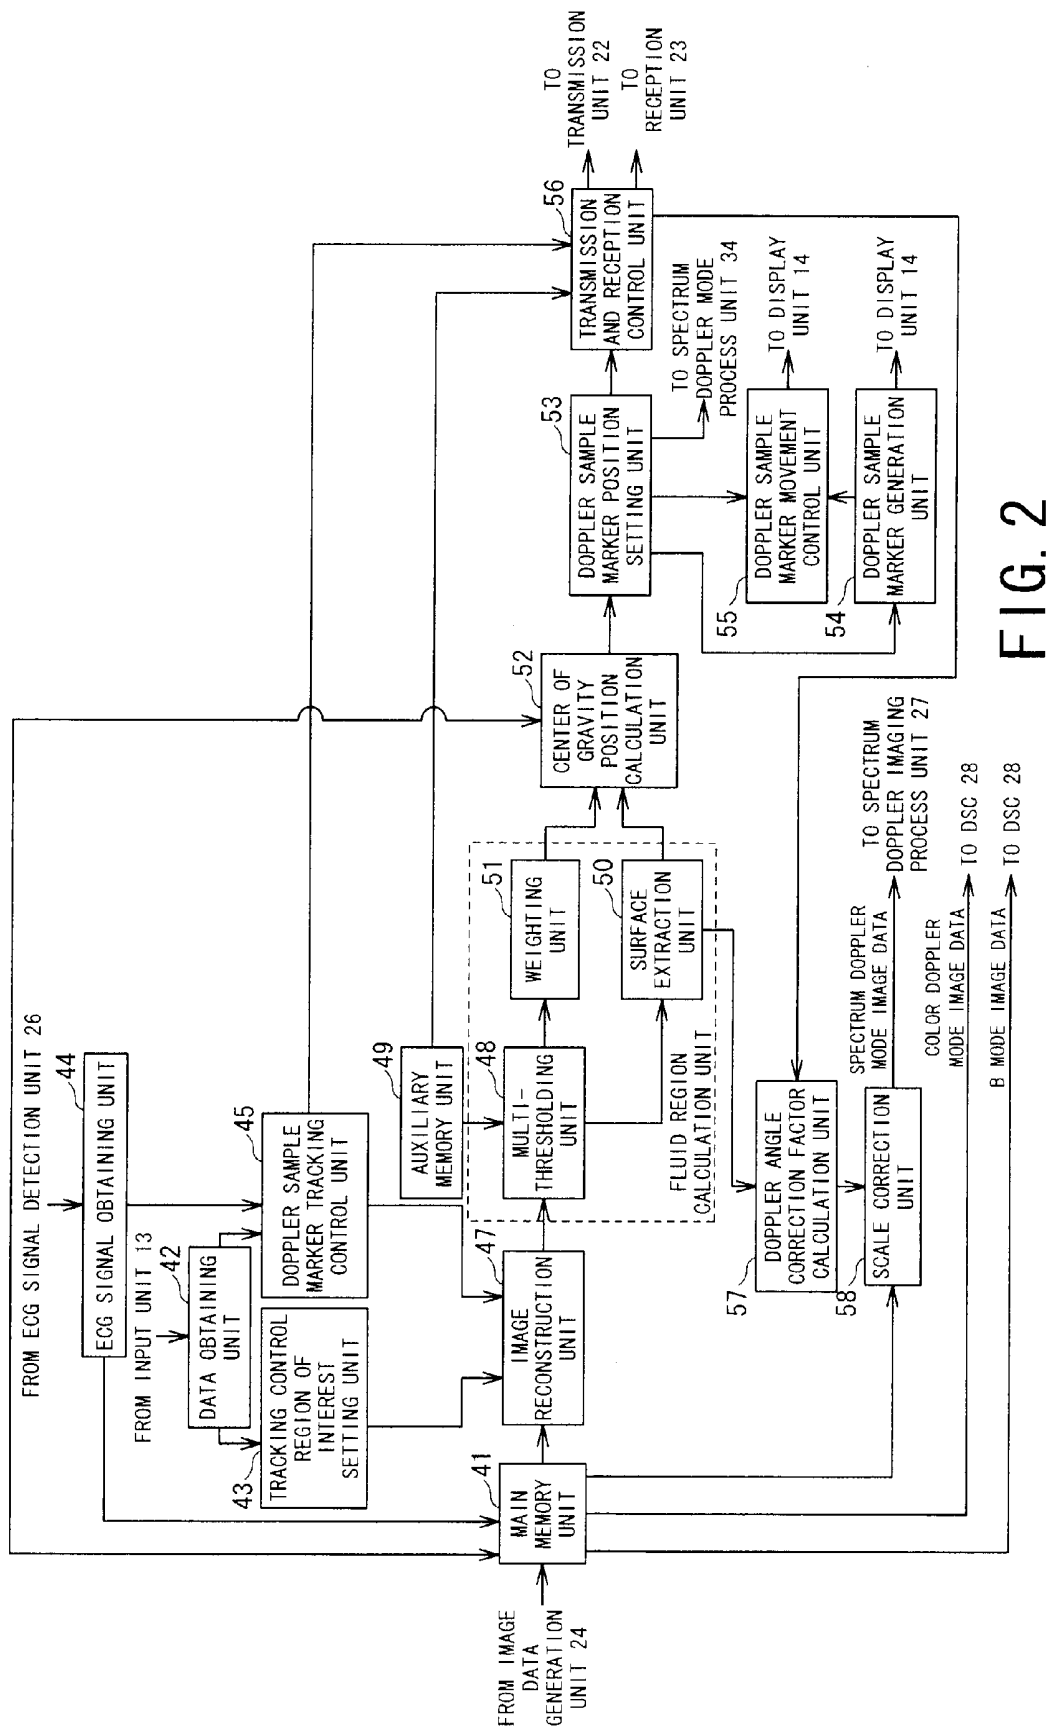 FROM ECG SIGNAL DETECTION UNIT 26
44
ECG SIGNAL OBTAINING UNIT
FROM INPUT UNIT 13
42
DATA OBTAINING
UNIT
43
TRACKING CONTROL
REGION OF
INTEREST
SETTING UNIT
45
DOPPLER SAMPLE
MARKER TRACKING
CONTROL UNIT
49
AUXILIARY
MEMORY UNIT
FROM IMAGE
DATA
GENERATION
UNIT 24
41
MAIN
MEMORY
UNIT
47
IMAGE
RECONSTRUCTION
UNIT
48
MULTI-
THRESHOLDING
UNIT
51
WEIGHTING
UNIT
50
SURFACE
EXTRACTION
UNIT
FLUID REGION
CALCULATION UNIT
52
CENTER OF
GRAVITY
POSITION
CALCULATION
UNIT
53
DOPPLER SAMPLE
MARKER POSITION
SETTING UNIT
56
TRANSMISSION
AND RECEPTION
CONTROL UNIT
TO
TRANSMISSION
UNIT 22
TO
RECEPTION
UNIT 23
TO SPECTRUM
DOPPLER MODE
PROCESS UNIT 34
55
DOPPLER SAMPLE
MARKER MOVEMENT
CONTROL UNIT
TO DISPLAY
UNIT 14
54
DOPPLER SAMPLE
MARKER GENERATION
UNIT
TO DISPLAY
UNIT 14
57
DOPPLER ANGLE
CORRECTION FACTOR
CALCULATION UNIT
58
SCALE CORRECTION
UNIT
SPECTRUM DOPPLER
MODE IMAGE DATA
TO SPECTRUM
DOPPLER IMAGING
PROCESS UNIT 27
COLOR DOPPLER
MODE IMAGE DATA
TO DSC 28
B MODE IMAGE DATA
TO DSC 28
FIG. 2